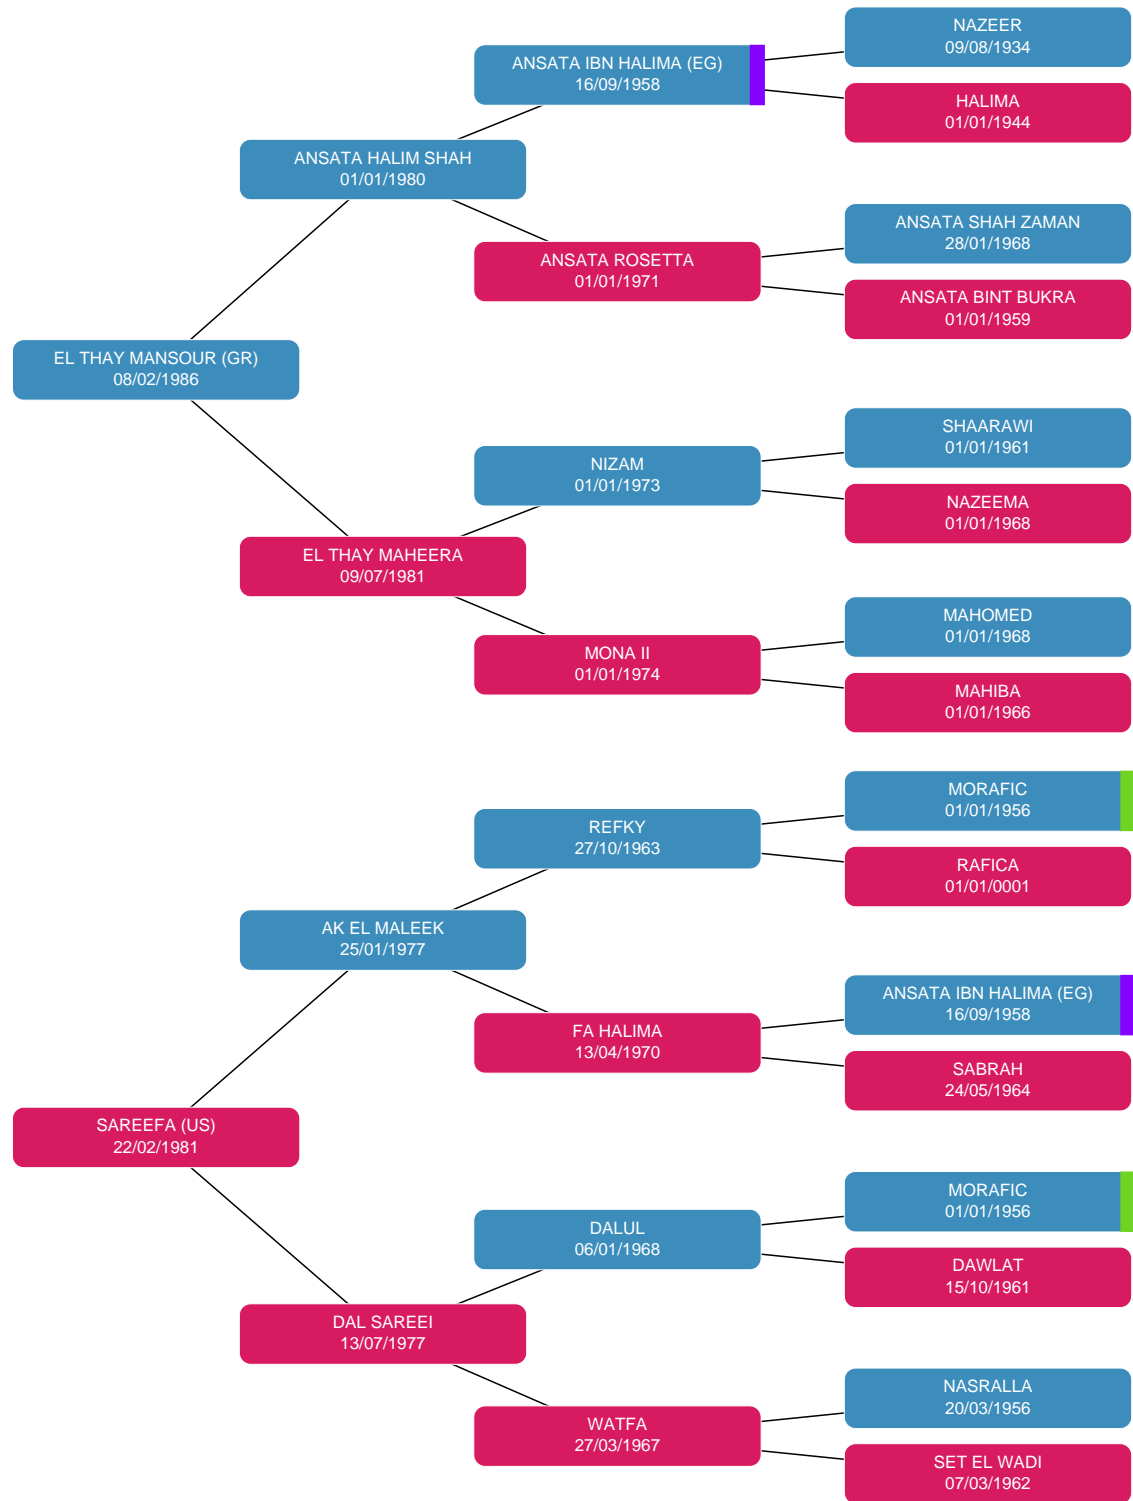 NAZEER
09/08/1934
ANSATA IBN HALIMA (EG)
16/09/1958
HALIMA
01/01/1944
ANSATA HALIM SHAH
01/01/1980
ANSATA SHAH ZAMAN
28/01/1968
ANSATA ROSETTA
01/01/1971
ANSATA BINT BUKRA
01/01/1959
EL THAY MANSOUR (GR)
08/02/1986
SHAARAWI
01/01/1961
NIZAM
01/01/1973
NAZEEMA
01/01/1968
EL THAY MAHEERA
09/07/1981
MAHOMED
01/01/1968
MONA II
01/01/1974
MAHIBA
01/01/1966
MORAFIC
01/01/1956
REFKY
27/10/1963
RAFICA
01/01/0001
AK EL MALEEK
25/01/1977
ANSATA IBN HALIMA (EG)
16/09/1958
FA HALIMA
13/04/1970
SABRAH
24/05/1964
SAREEFA (US)
22/02/1981
MORAFIC
01/01/1956
DALUL
06/01/1968
DAWLAT
15/10/1961
DAL SAREEI
13/07/1977
NASRALLA
20/03/1956
WATFA
27/03/1967
SET EL WADI
07/03/1962